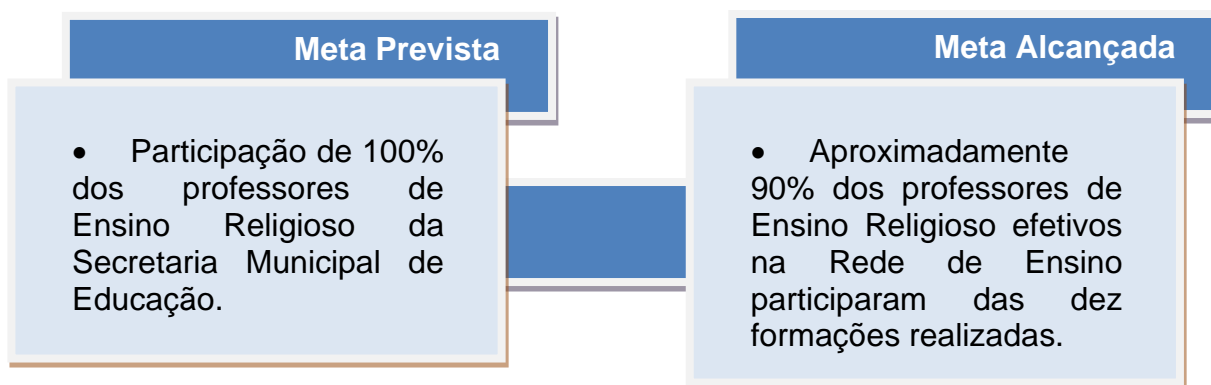 Meta Prevista
• Participação de 100%
dos professores de
Ensino Religioso da
Secretaria Municipal de
Educação.
Meta Alcançada
• Aproximadamente
90% dos professores de
Ensino Religioso efetivos
na Rede de Ensino
participaram das dez
formações realizadas.